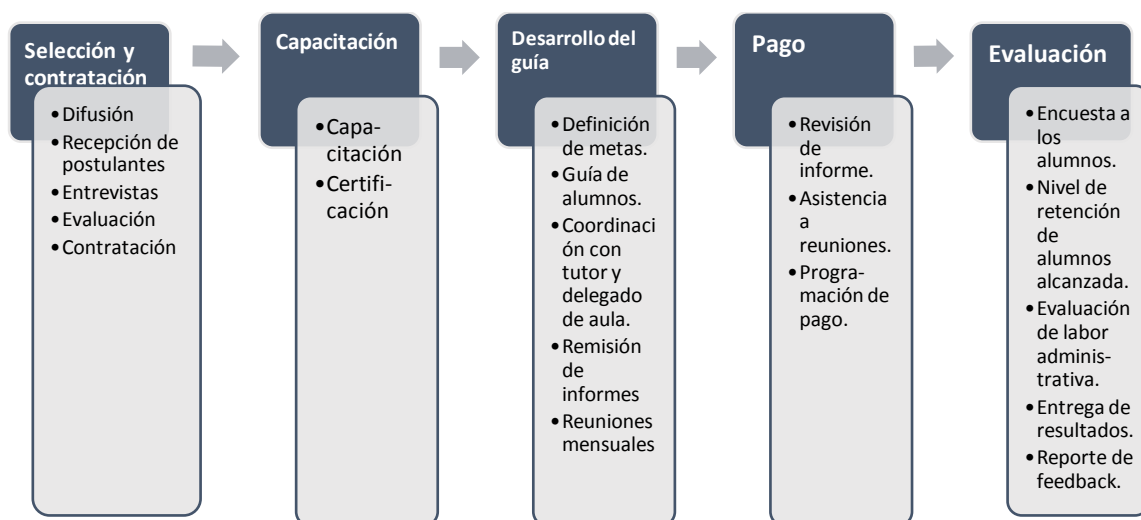 Selección y
contratación
• Difusión
• Recepción de
postulantes
• Entrevistas
• Evaluación
• Contratación
Capacitación
• Capa-
citación
• Certifi-
cación
Desarrollo del
guía
• Definición
de metas.
• Guía de
alumnos.
• Coordinaci
ón con
tutor y
delegado
de aula.
• Remisión
de
informes
• Reuniones
mensuales
Pago
• Revisión
de
informe.
• Asistencia
a
reuniones.
• Progra-
mación de
pago.
Evaluación
• Encuesta a
los
alumnos.
• Nivel de
retención
de
alumnos
alcanzada.
• Evaluación
de labor
adminis-
trativa.
• Entrega de
resultados.
• Reporte de
feedback.